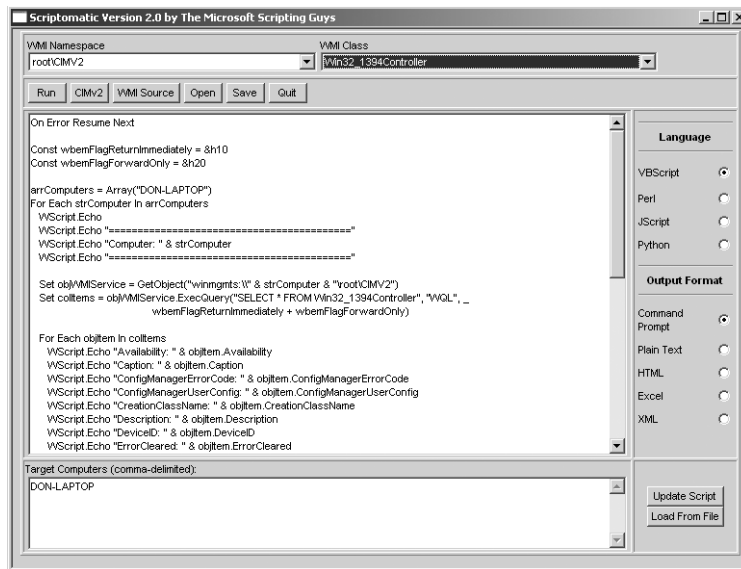 Scriptomatic Version 2.0 by The Microsoft Scripting Guys
WMI Namespace
WMI Class
root\CIMV2
Win32_1394Controller
Run
CIMv2
WMI Source
Open
Save
Quit
On Error Resume Next
Const wbemFlagReturnImmediately = &h10
Const wbemFlagForwardOnly = &h20
arrComputers = Array("DON-LAPTOP")
For Each strComputer In arrComputers
WScript.Echo
WScript.Echo "=========================================="
WScript.Echo "Computer: " & strComputer
WScript.Echo "=========================================="
Set objWMIService = GetObject("winmgmts:\\" & strComputer & "\root\CIMV2")
Set colItems = objWMIService.ExecQuery("SELECT * FROM Win32_1394Controller", "WQL", _
wbemFlagReturnImmediately + wbemFlagForwardOnly)
For Each objItem In colItems
WScript.Echo "Availability: " & objItem.Availability
WScript.Echo "Caption: " & objItem.Caption
WScript.Echo "ConfigManagerErrorCode: " & objItem.ConfigManagerErrorCode
WScript.Echo "ConfigManagerUserConfig: " & objItem.ConfigManagerUserConfig
WScript.Echo "CreationClassName: " & objItem.CreationClassName
WScript.Echo "Description: " & objItem.Description
WScript.Echo "DeviceID: " & objItem.DeviceID
WScript.Echo "ErrorCleared: " & objItem.ErrorCleared
Language
VBScript
Perl
JScript
Python
Output Format
Command
Prompt
Plain Text
HTML
Excel
XML
Target Computers (comma-delimited):
DON-LAPTOP
Update Script
Load From File